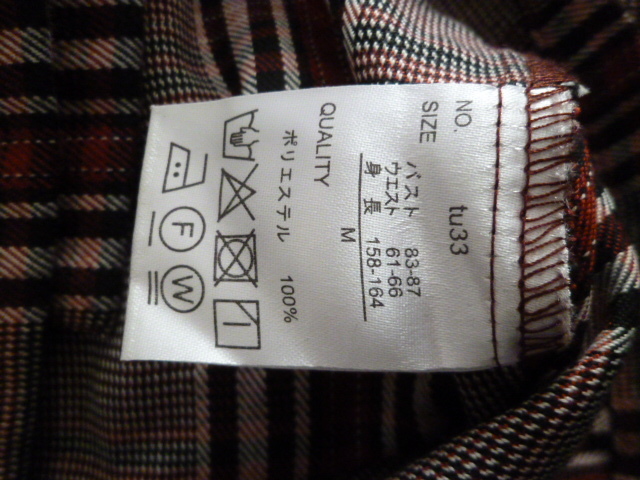 NO. tu33
SIZE
バスト 83-87
ウエスト 61-66
身長 158-164
M
QUALITY
ポリエステル 100%
F W